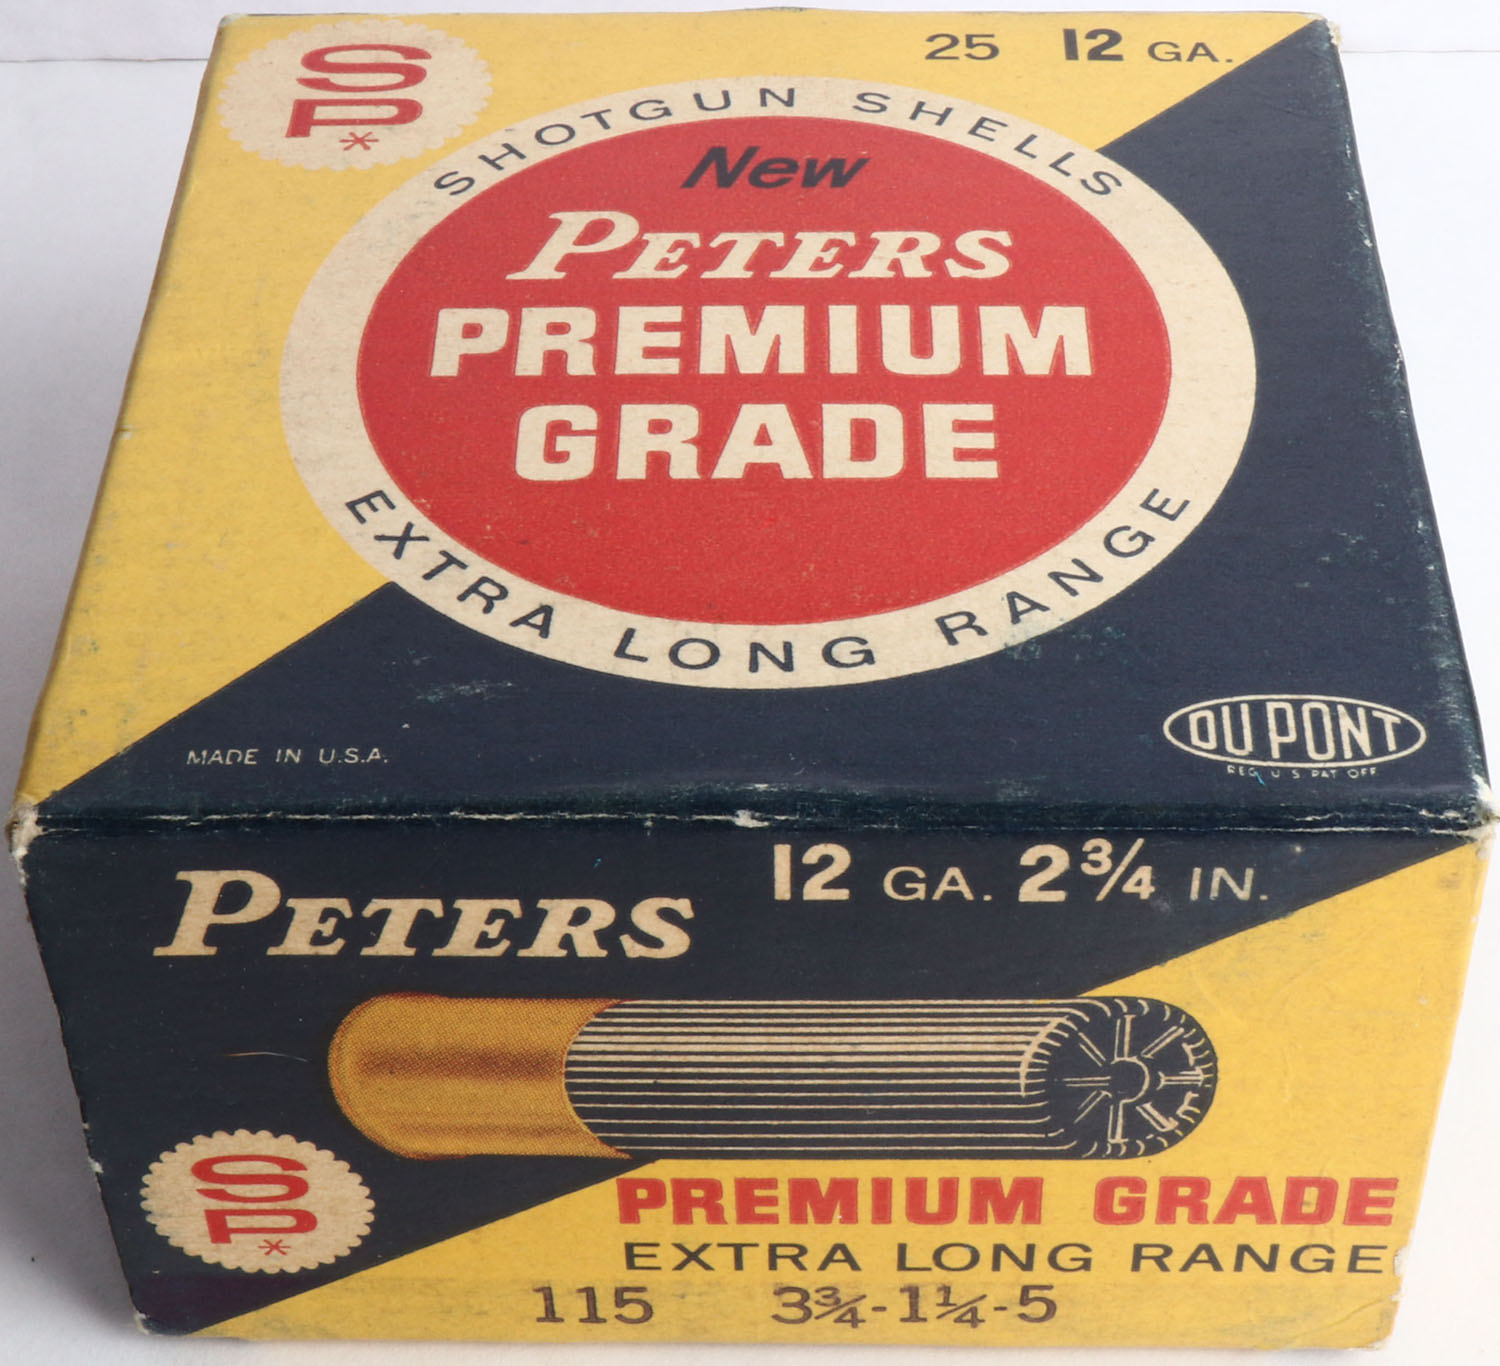 SP*
25 12 GA.
SHOTGUN SHELLS
New
PETERS
PREMIUM
GRADE
EXTRA LONG RANGE
MADE IN U.S.A.
DU PONT
REG. U.S. PAT. OFF.
PETERS
12 GA. 2¾ IN.
SP*
PREMIUM GRADE
EXTRA LONG RANGE
115 3¾-1¼-5